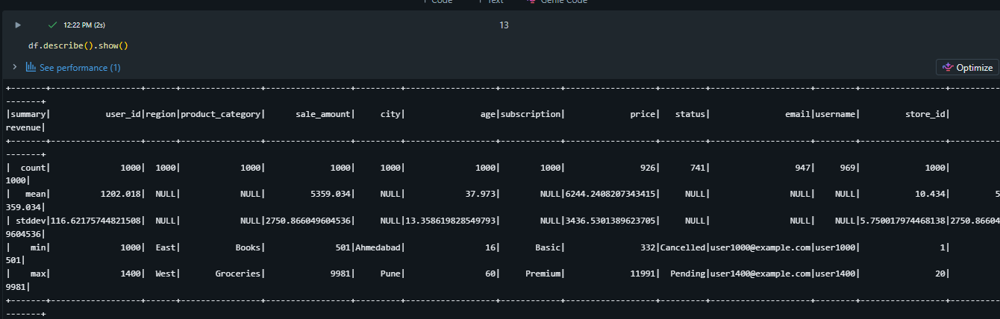 Code Text Genie Code
12:22 PM (2s) 13
df.describe().show()
See performance (1) Optimize
+-------+------------------+------+----------------+-----------------+---------+------------------+------------+------------------+---------+--------------------+--------+-----------------+----------
-------+
|summary| user_id|region|product_category| sale_amount| city| age|subscription| price| status| email|username| store_id|
revenue|
+-------+------------------+------+----------------+-----------------+---------+------------------+------------+------------------+---------+--------------------+--------+-----------------+----------
-------+
| count| 1000| 1000| 1000| 1000| 1000| 1000| 1000| 926| 741| 947| 969| 1000|
1000|
| mean| 1202.018| NULL| NULL| 5359.034| NULL| 37.973| NULL|6244.2408207343415| NULL| NULL| NULL| 10.434| 5
359.034|
| stddev|116.62175744821508| NULL| NULL|2750.866049604536| NULL|13.358619828549793| NULL|3436.5301389623705| NULL| NULL| NULL|5.750017974468138|2750.86604
9604536|
| min| 1000| East| Books| 501|Ahmedabad| 16| Basic| 332|Cancelled|user1000@example.com|user1000| 1|
501|
| max| 1400| West| Groceries| 9981| Pune| 60| Premium| 11991| Pending|user1400@example.com|user1400| 20|
9981|
+-------+------------------+------+----------------+-----------------+---------+------------------+------------+------------------+---------+--------------------+--------+-----------------+----------
-------+